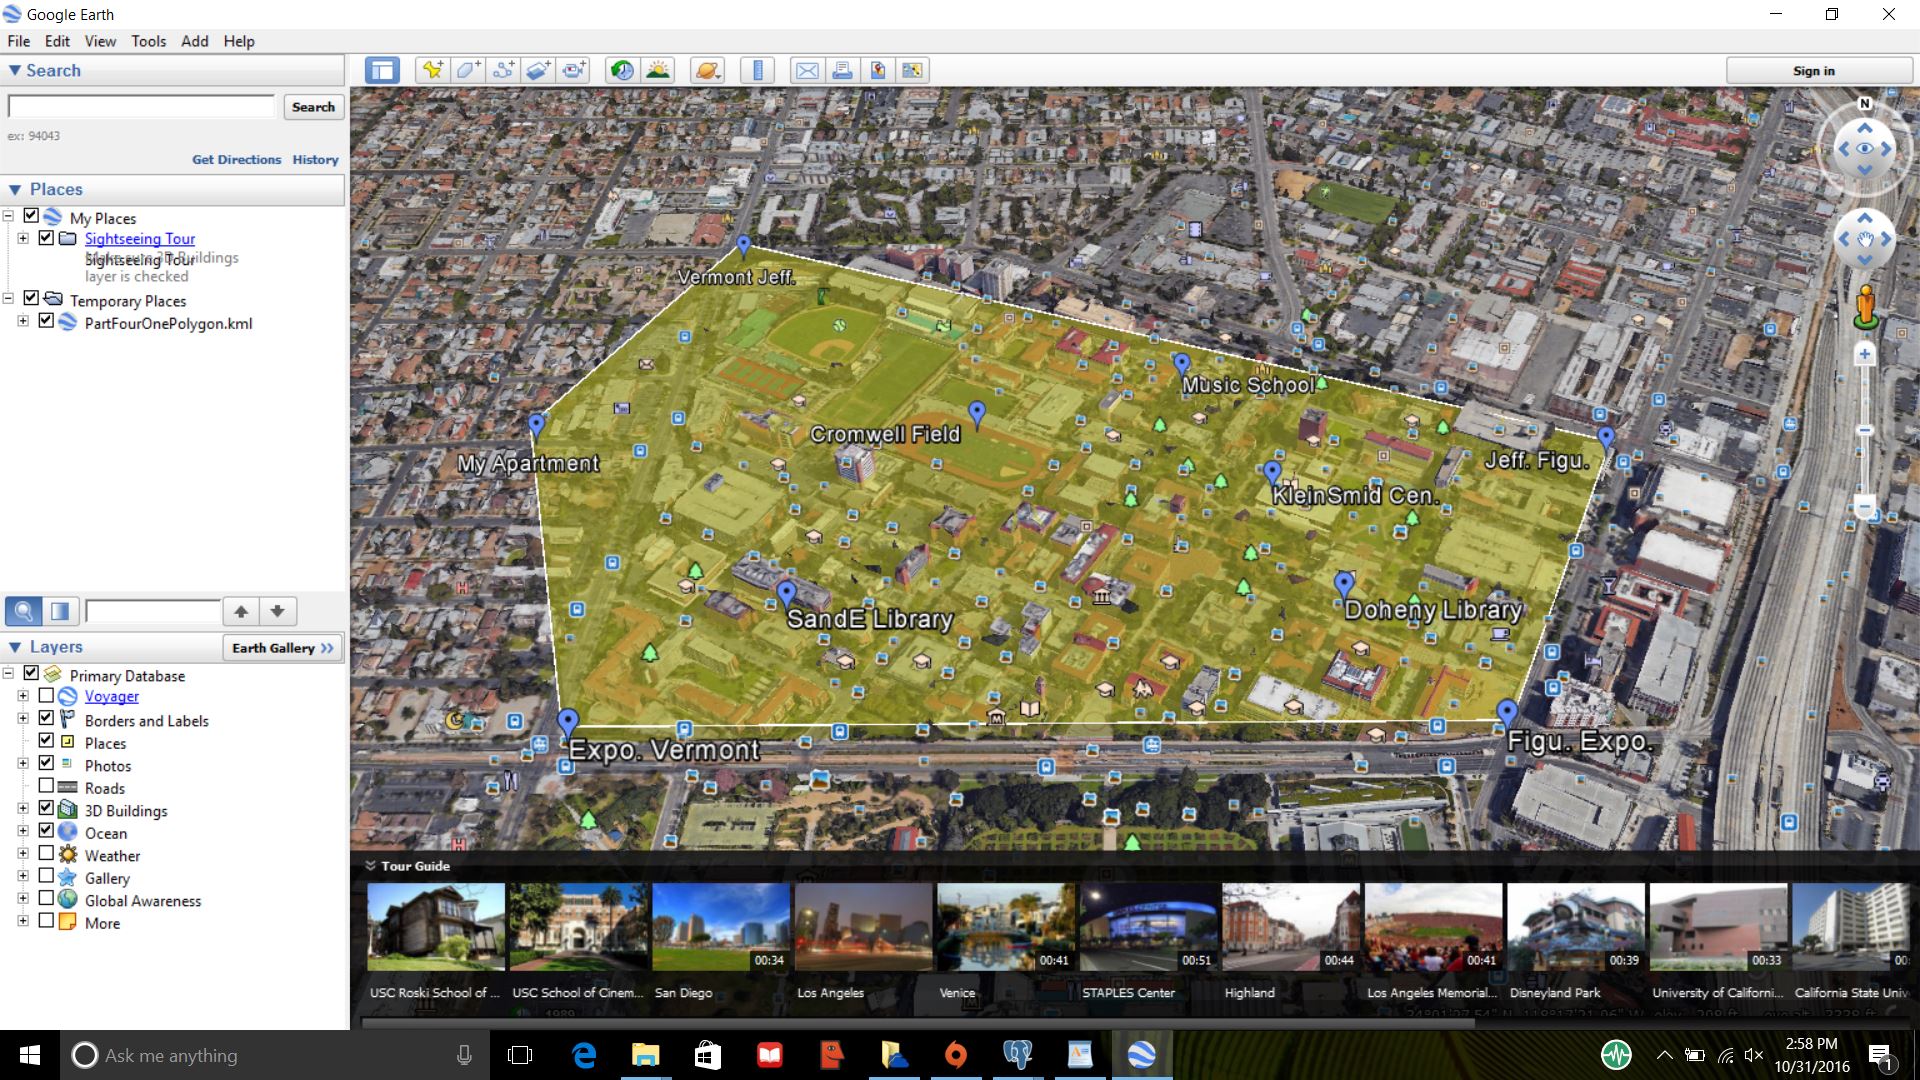 Google Earth
File Edit View Tools Add Help
Search
Sign in
Search
ex: 94043
Get Directions History
Places
My Places
Sightseeing Tour
Sightseeing Tour
layer is checked
Temporary Places
PartFourOnePolygon.kml
Layers
Earth Gallery
Primary Database
Voyager
Borders and Labels
Places
Photos
Roads
3D Buildings
Ocean
Weather
Gallery
Global Awareness
More
N
Vermont Jeff.
Music School
Cromwell Field
My Apartment
Jeff. Figu.
KleinSmid Cen.
Doheny Library
SandE Library
Expo. Vermont
Figu. Expo.
Tour Guide
00:34
00:41
00:51
00:44
00:41
00:39
00:33
00:
USC Roski School of ...
USC School of Cinem...
San Diego
Los Angeles
Venice
STAPLES Center
Highland
Los Angeles Memorial...
Disneyland Park
University of Californi...
California State Univ
1989
Ask me anything
2:58 PM
10/31/2016
1